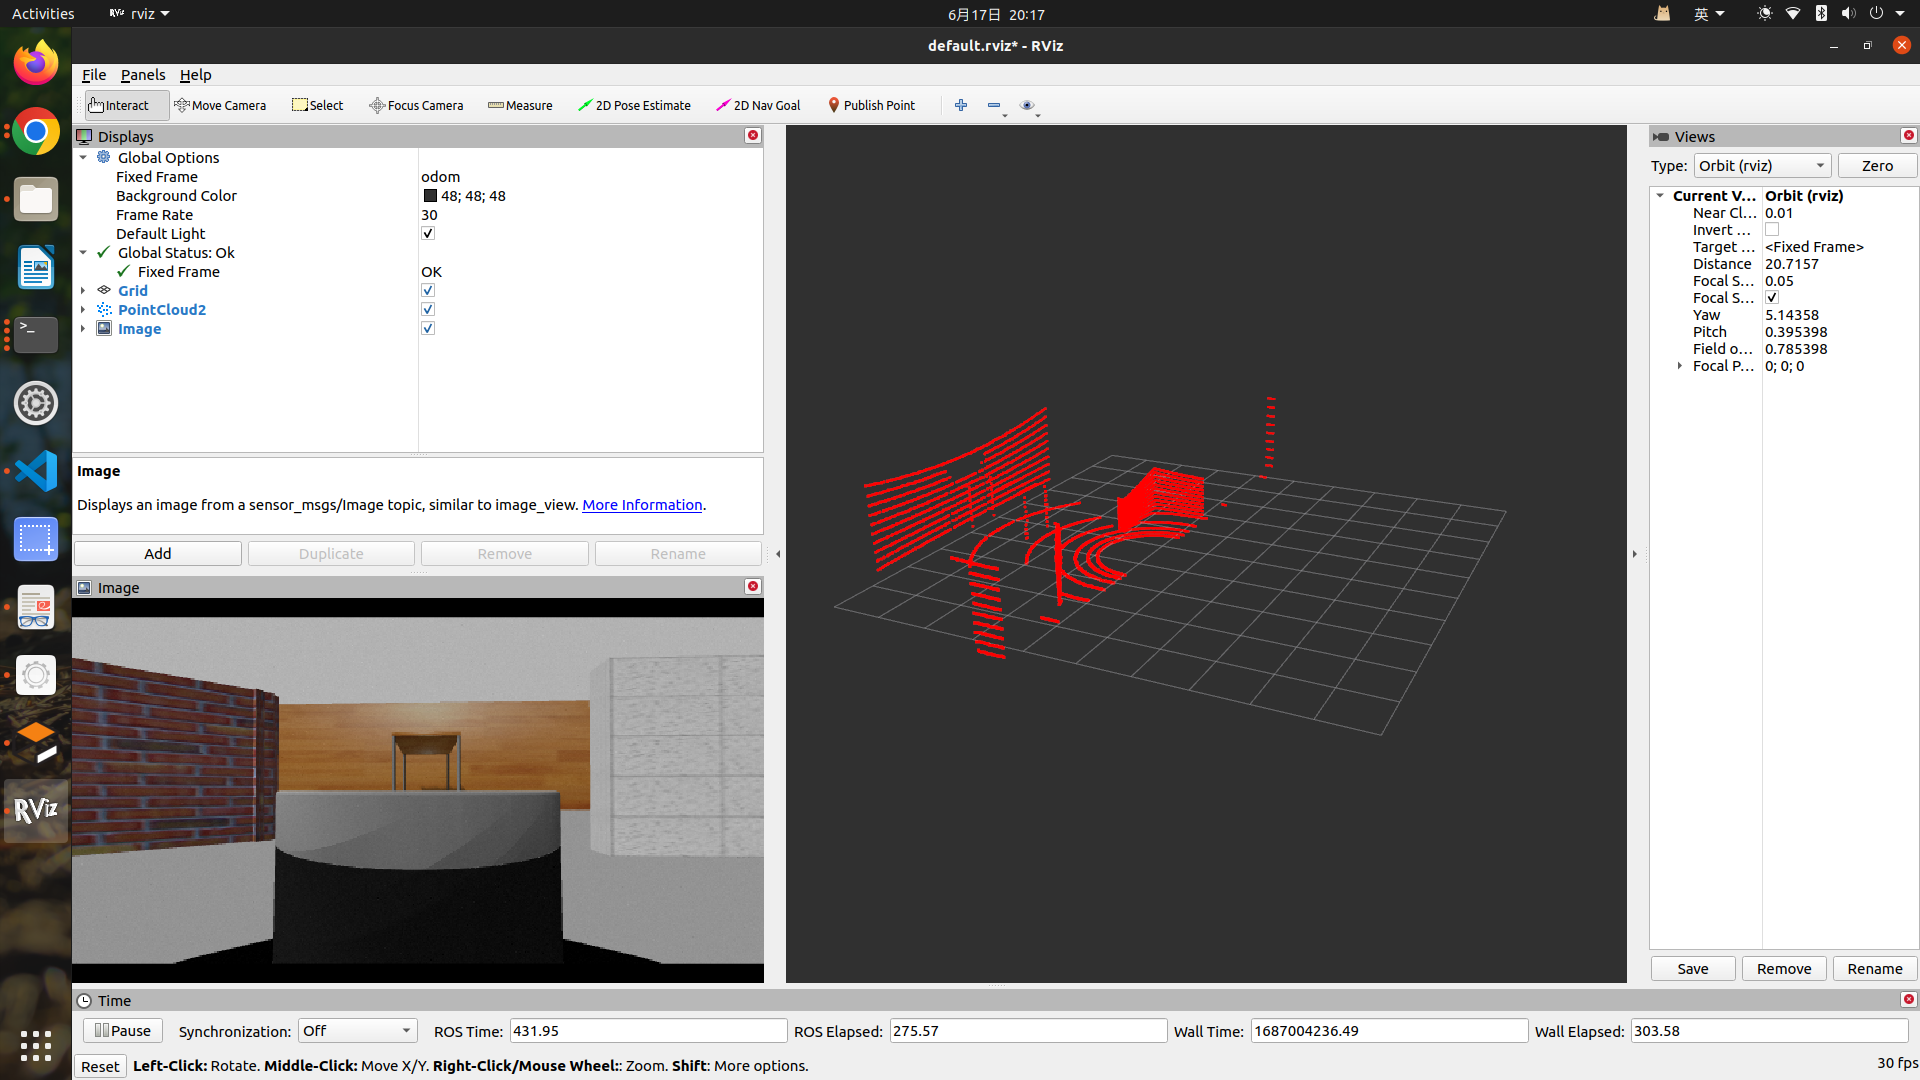 Activities
rviz
6月17日 20:17
英
default.rviz* - RViz
File Panels Help
Interact Move Camera Select Focus Camera Measure 2D Pose Estimate 2D Nav Goal Publish Point
Displays
Global Options
Fixed Frame odom
Background Color 48; 48; 48
Frame Rate 30
Default Light
Global Status: Ok
Fixed Frame OK
Grid
PointCloud2
Image
Image
Displays an image from a sensor_msgs/Image topic, similar to image_view. More Information.
Add Duplicate Remove Rename
Image
Views
Type: Orbit (rviz) Zero
Current V... Orbit (rviz)
Near Cl... 0.01
Invert ...
Target ... <Fixed Frame>
Distance 20.7157
Focal S... 0.05
Focal S...
Yaw 5.14358
Pitch 0.395398
Field o... 0.785398
Focal P... 0; 0; 0
Save Remove Rename
RViz
Time
Pause Synchronization: Off ROS Time: 431.95 ROS Elapsed: 275.57 Wall Time: 1687004236.49 Wall Elapsed: 303.58
Reset Left-Click: Rotate. Middle-Click: Move X/Y. Right-Click/Mouse Wheel:: Zoom. Shift: More options. 30 fps